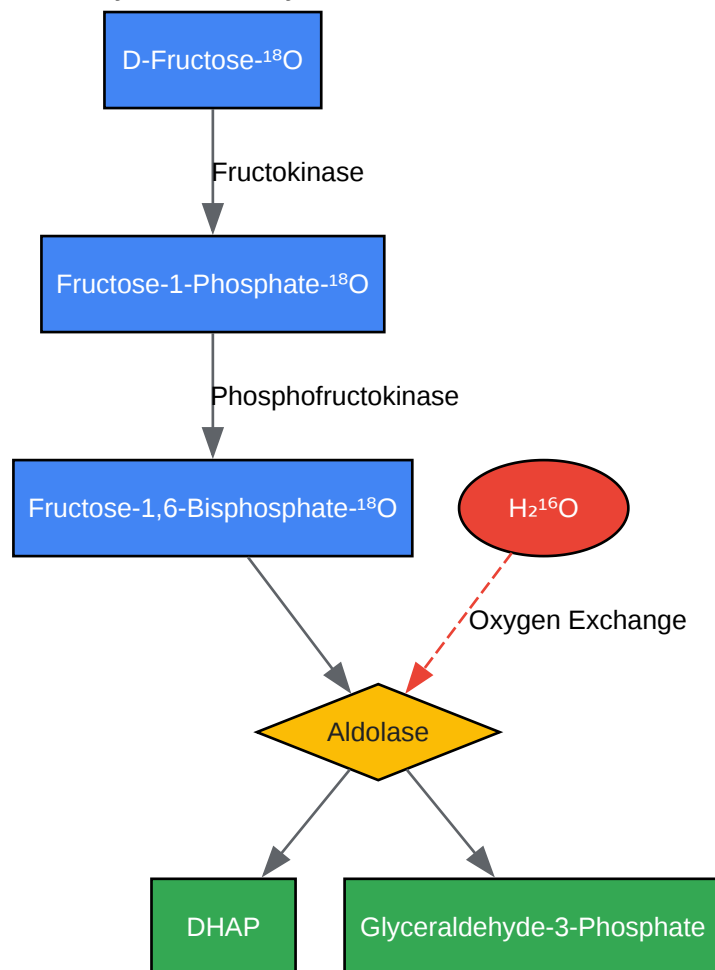 D-Fructose-¹⁸O
Fructokinase
Fructose-1-Phosphate-¹⁸O
Phosphofructokinase
Fructose-1,6-Bisphosphate-¹⁸O
H₂¹⁶O
Oxygen Exchange
Aldolase
DHAP
Glyceraldehyde-3-Phosphate